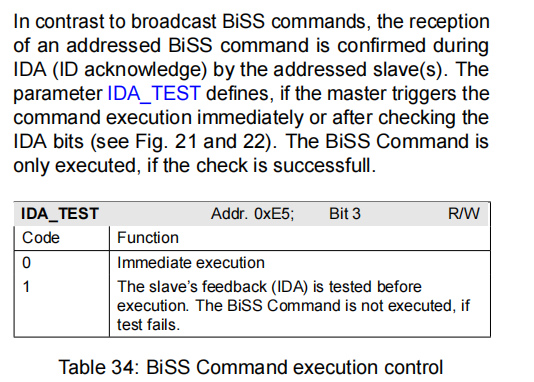 In contrast to broadcast BiSS commands, the reception
of an addressed BiSS command is confirmed during
IDA (ID acknowledge) by the addressed slave(s). The
parameter IDA_TEST defines, if the master triggers the
command execution immediately or after checking the
IDA bits (see Fig. 21 and 22). The BiSS Command is
only executed, if the check is successfull.
IDA_TEST Addr. 0xE5; Bit 3 R/W
Code Function
0 Immediate execution
1 The slave's feedback (IDA) is tested before
execution. The BiSS Command is not executed, if
test fails.
Table 34: BiSS Command execution control